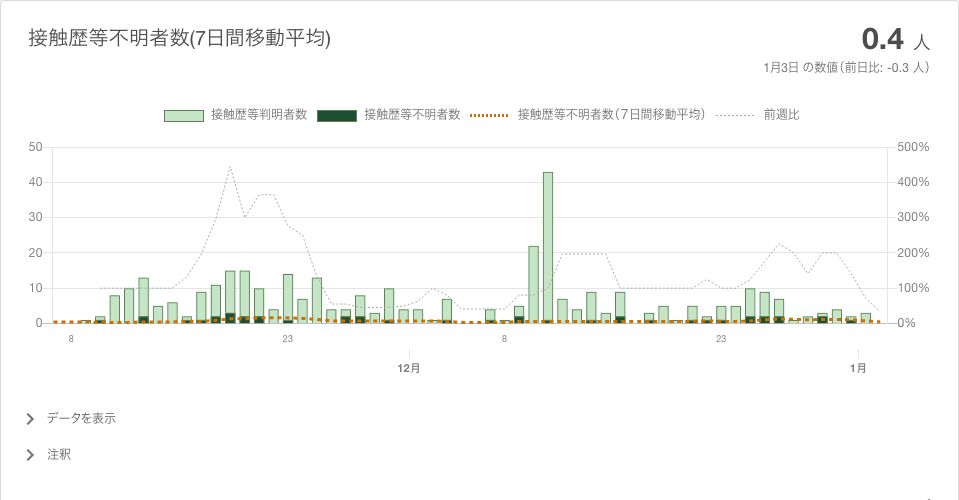 接触歴等不明者数(7日間移動平均)
0.4 人
1月3日 の数値（前日比: -0.3 人）
接触歴等判明者数 接触歴等不明者数 接触歴等不明者数（7日間移動平均） 前週比
50 500%
40 400%
30 300%
20 200%
10 100%
0 0%
8 23 8 23
12月 1月
データを表示
注釈